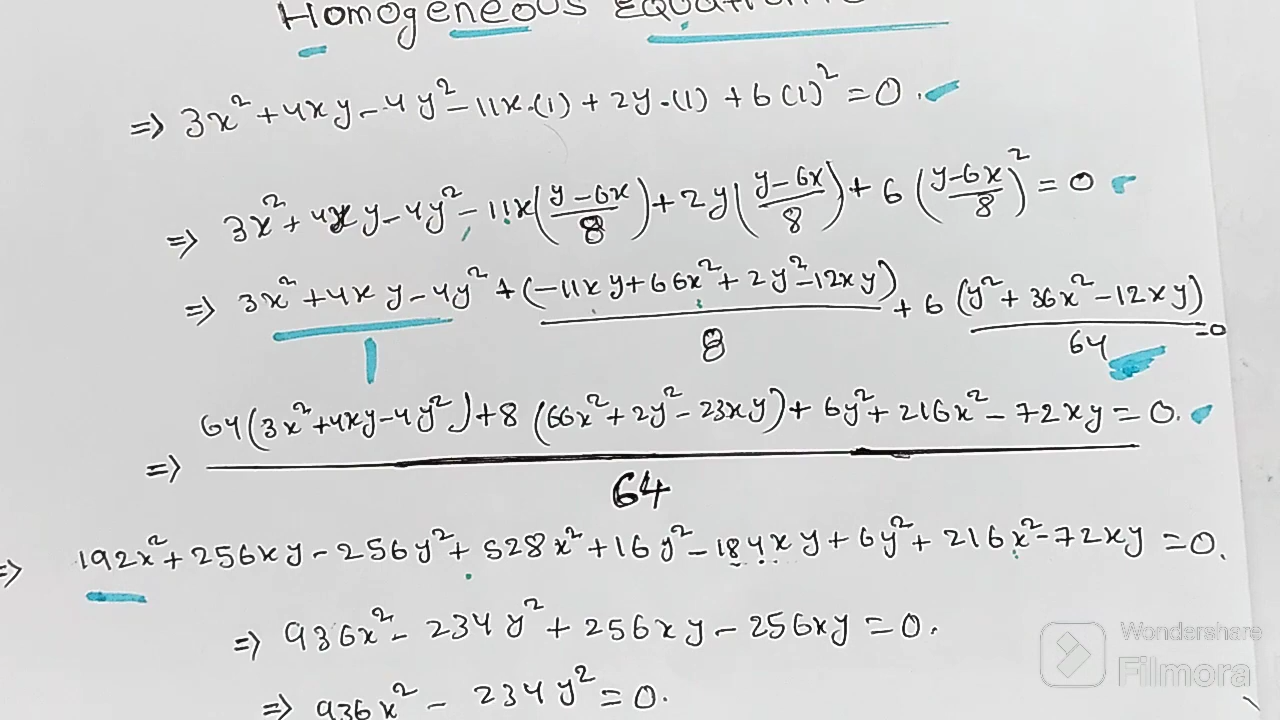 Homogeneous Equations
=> 3x² + 4xy - 4y² - 11x·(1) + 2y·(1) + 6(1)² = 0.
=> 3x² + 4xy - 4y² - 11x((y-6x)/8) + 2y((y-6x)/8) + 6((y-6x)/8)² = 0
=> 3x² + 4xy - 4y² + (-11xy + 66x² + 2y² - 12xy)/8 + 6(y² + 36x² - 12xy)/64 = 0
1
=> (64(3x² + 4xy - 4y²) + 8(66x² + 2y² - 23xy) + 6y² + 216x² - 72xy)/64 = 0.
=> 192x² + 256xy - 256y² + 528x² + 16y² - 184xy + 6y² + 216x² - 72xy = 0.
=> 936x² - 234y² + 256xy - 256xy = 0.
=> 936x² - 234y² = 0.
Wondershare
Filmora